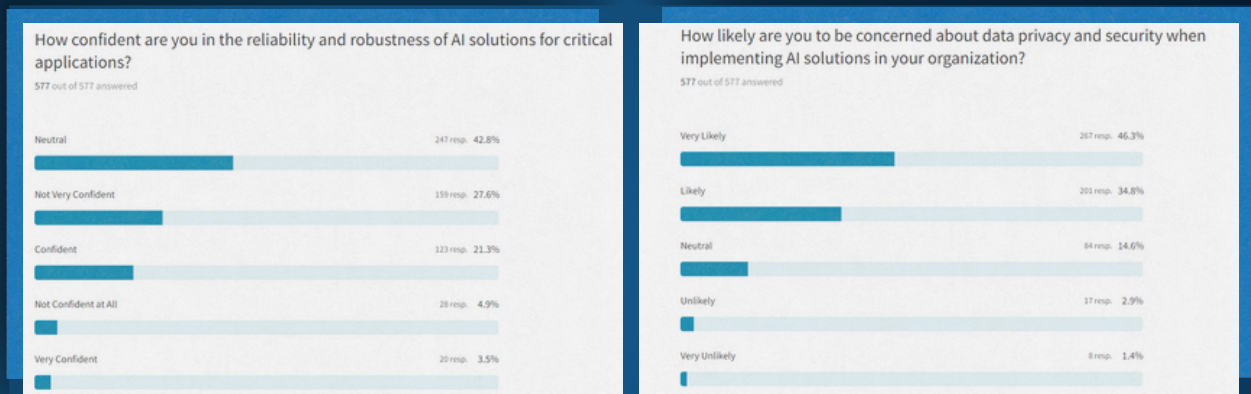 How confident are you in the reliability and robustness of AI solutions for critical
applications?
577 out of 577 answered
Neutral 247 resp. 42.8%
Not Very Confident 159 resp. 27.6%
Confident 123 resp. 21.3%
Not Confident at All 28 resp. 4.9%
Very Confident 20 resp. 3.5%
How likely are you to be concerned about data privacy and security when
implementing AI solutions in your organization?
577 out of 577 answered
Very Likely 267 resp. 46.3%
Likely 201 resp. 34.8%
Neutral 84 resp. 14.6%
Unlikely 17 resp. 2.9%
Very Unlikely 8 resp. 1.4%